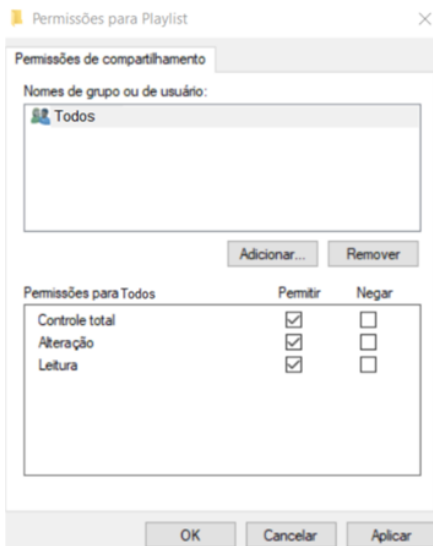 Permissões para Playlist
Permissões de compartilhamento
Nomes de grupo ou de usuário:
Todos
Adicionar... Remover
Permissões para Todos Permitir Negar
Controle total
Alteração
Leitura
OK Cancelar Aplicar